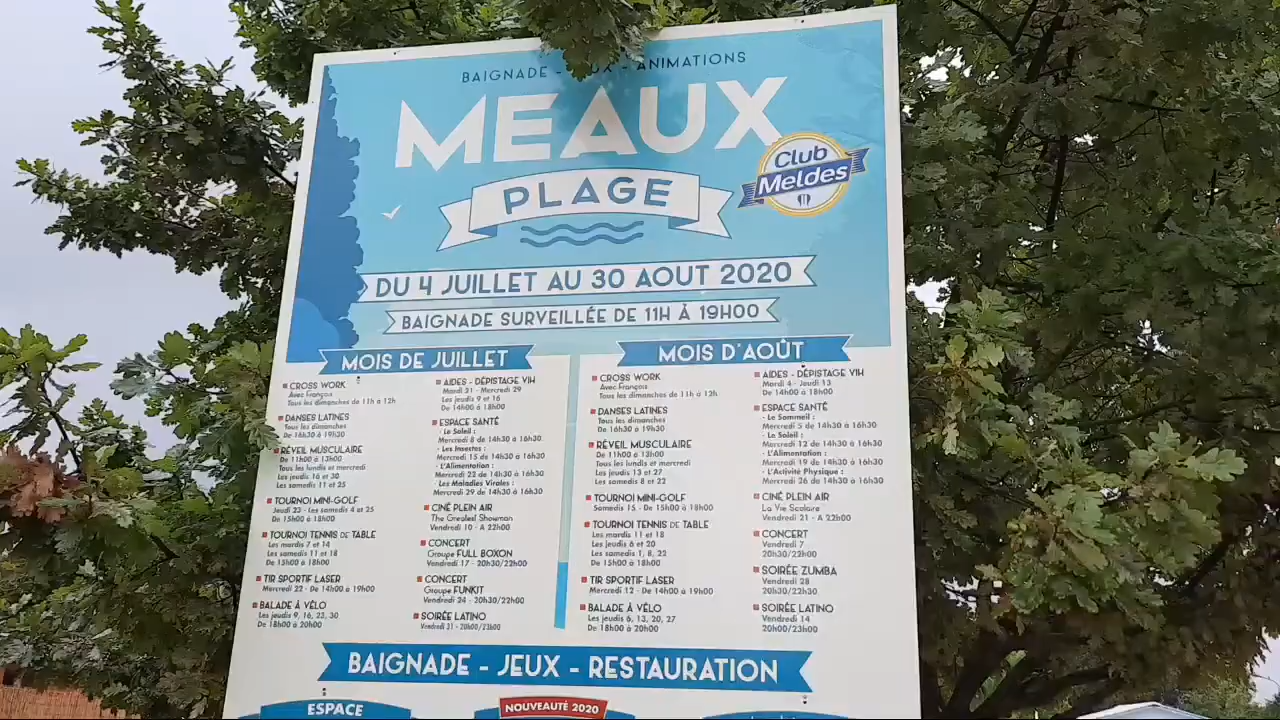 BAIGNADE - JEUX - ANIMATIONS
MEAUX
PLAGE
Club
Meldes
DU 4 JUILLET AU 30 AOUT 2020
BAIGNADE SURVEILLÉE DE 11H À 19H00
MOIS DE JUILLET
CROSS WORK
Avec François
Tous les dimanches de 11h à 12h
DANSES LATINES
Tous les dimanches
De 16h30 à 19h30
RÉVEIL MUSCULAIRE
De 11h00 à 13h00
Tous les lundis et mercredi
Les jeudis 16 et 30
Les samedis 11 et 25
TOURNOI MINI-GOLF
Jeudi 23 - Les samedis 4 et 25
De 15h00 à 18h00
TOURNOI TENNIS DE TABLE
Les mardis 7 et 14
Les samedis 11 et 18
De 15h00 à 18h00
TIR SPORTIF LASER
Mercredi 22 - De 14h00 à 19h00
BALADE À VÉLO
Les jeudis 9, 16, 23, 30
De 18h00 à 20h00
AIDES - DÉPISTAGE VIH
Mardi 21 - Mercredi 29
Les jeudis 9 et 16
De 14h00 à 18h00
ESPACE SANTÉ
- Le Soleil :
Mercredi 8 de 14h30 à 16h30
- Les Insectes :
Mercredi 15 de 14h30 à 16h30
- L'Alimentation :
Mercredi 22 de 14h30 à 16h30
- Les Maladies Virales :
Mercredi 29 de 14h30 à 16h30
CINÉ PLEIN AIR
The Greatest Showman
Vendredi 10 - A 22h00
CONCERT
Groupe FULL BOXON
Vendredi 17 - 20h30/22h00
CONCERT
Groupe FUNKIT
Vendredi 24 - 20h30/22h00
SOIRÉE LATINO
Vendredi 31 - 20h00/23h00
MOIS D'AOÛT
CROSS WORK
Avec François
Tous les dimanches de 11h à 12h
DANSES LATINES
Tous les dimanches
De 16h30 à 19h30
RÉVEIL MUSCULAIRE
De 11h00 à 13h00
Tous les lundis et mercredi
Les jeudis 13 et 27
Les samedis 8 et 22
TOURNOI MINI-GOLF
Samedi 15 - De 15h00 à 18h00
TOURNOI TENNIS DE TABLE
Les mardis 11 et 18
Les jeudis 6 et 20
Les samedis 1, 8, 22
De 15h00 à 18h00
TIR SPORTIF LASER
Mercredi 12 - De 14h00 à 19h00
BALADE À VÉLO
Les jeudis 6, 13, 20, 27
De 18h00 à 20h00
AIDES - DÉPISTAGE VIH
Mardi 4 - Jeudi 13
De 14h00 à 18h00
ESPACE SANTÉ
- Le Sommeil :
Mercredi 5 de 14h30 à 16h30
- Le Soleil :
Mercredi 12 de 14h30 à 16h30
- L'Alimentation :
Mercredi 19 de 14h30 à 16h30
- L'Activité Physique :
Mercredi 26 de 14h30 à 16h30
CINÉ PLEIN AIR
La Vie Scolaire
Vendredi 21 - A 22h00
CONCERT
Vendredi 7
20h30/22h00
SOIRÉE ZUMBA
Vendredi 28
20h30/22h30
SOIRÉE LATINO
Vendredi 14
20h00/23h00
BAIGNADE - JEUX - RESTAURATION
ESPACE
NOUVEAUTÉ 2020